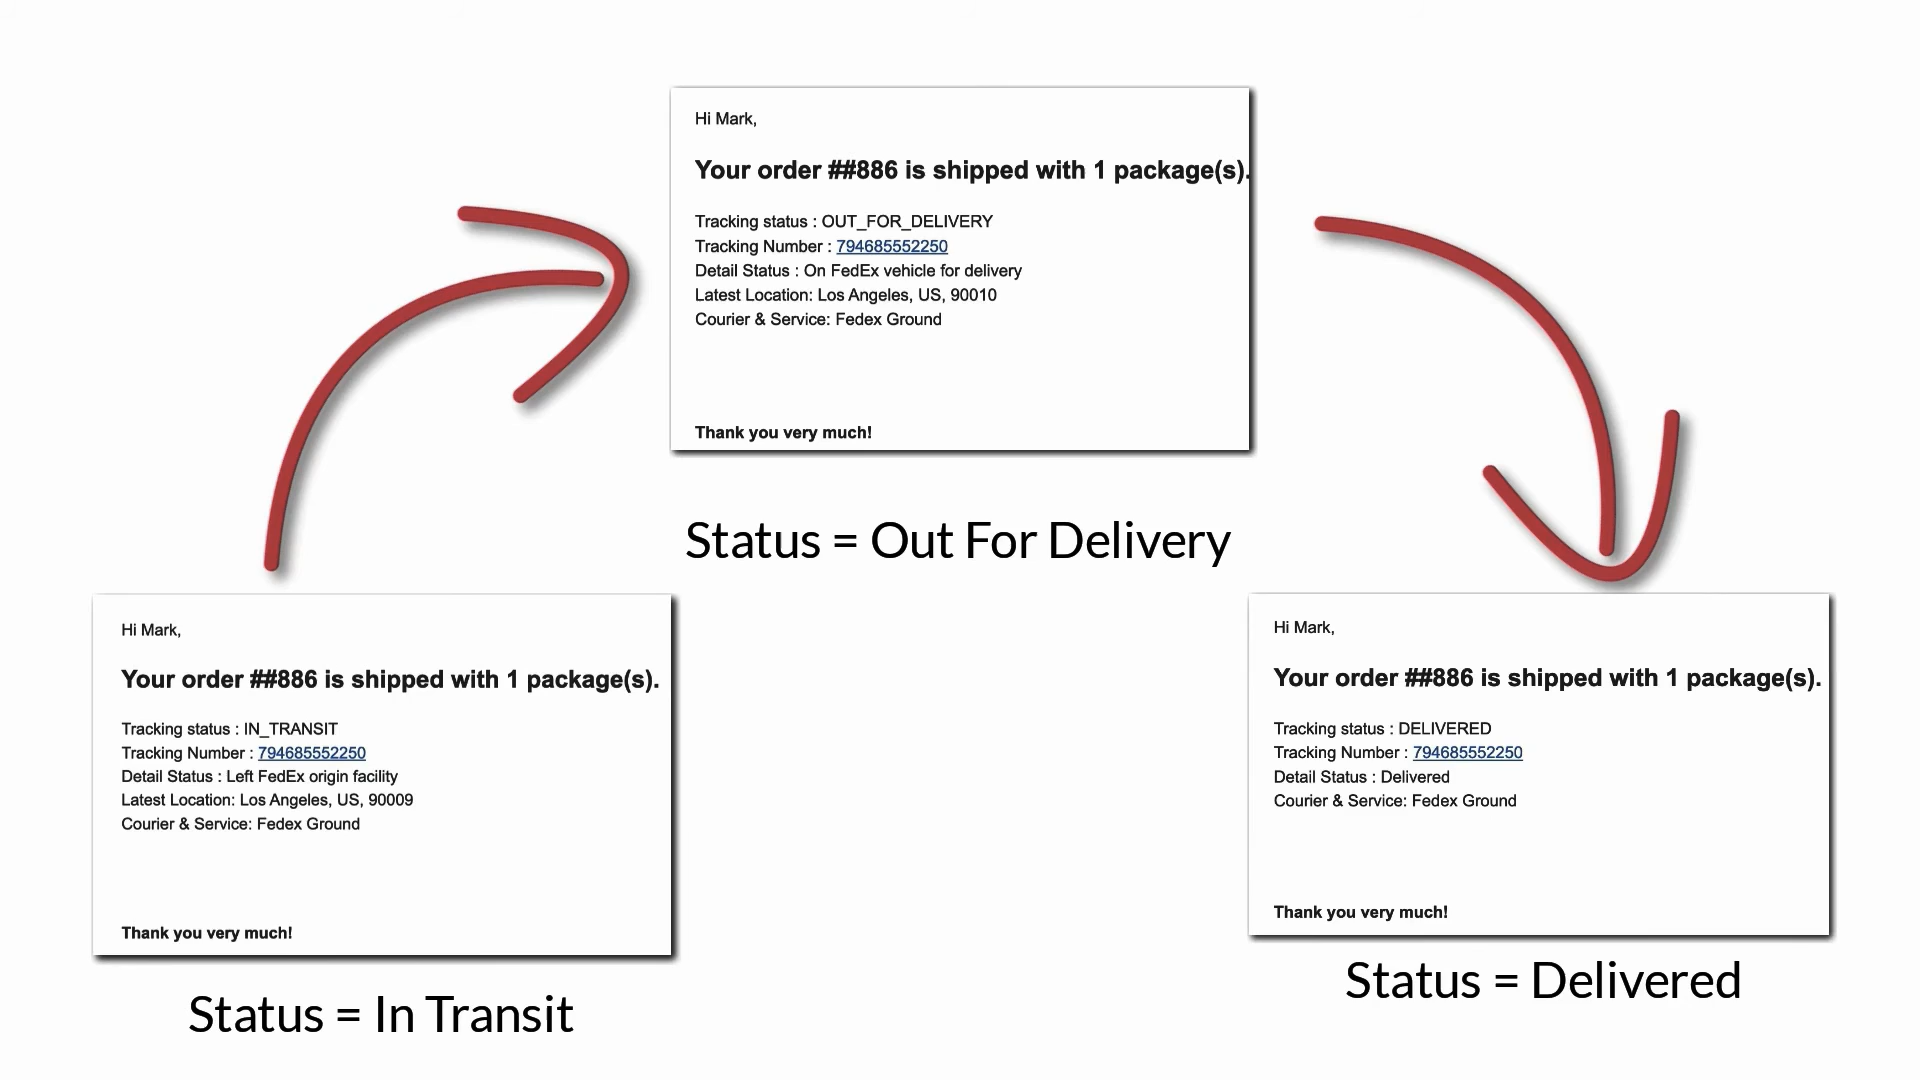 Hi Mark,
Your order ##886 is shipped with 1 package(s).
Tracking status : OUT_FOR_DELIVERY
Tracking Number : 794685552250
Detail Status : On FedEx vehicle for delivery
Latest Location: Los Angeles, US, 90010
Courier & Service: Fedex Ground
Thank you very much!
Status = Out For Delivery
Hi Mark,
Your order ##886 is shipped with 1 package(s).
Tracking status : IN_TRANSIT
Tracking Number : 794685552250
Detail Status : Left FedEx origin facility
Latest Location: Los Angeles, US, 90009
Courier & Service: Fedex Ground
Thank you very much!
Status = In Transit
Hi Mark,
Your order ##886 is shipped with 1 package(s).
Tracking status : DELIVERED
Tracking Number : 794685552250
Detail Status : Delivered
Courier & Service: Fedex Ground
Thank you very much!
Status = Delivered